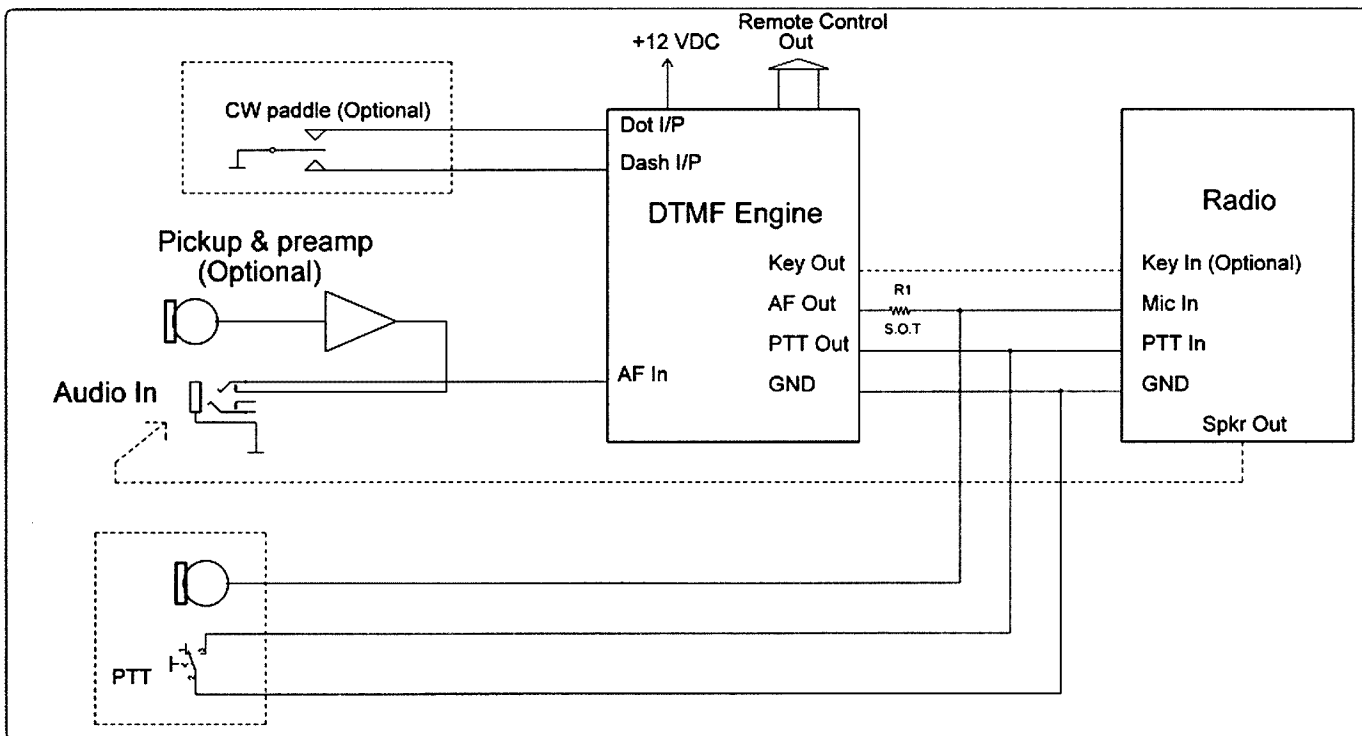 Remote Control
Out
+12 VDC
CW paddle (Optional)
Dot I/P
Dash I/P
DTMF Engine
Radio
Pickup & preamp
(Optional)
Key Out
Key In (Optional)
R1
AF Out
Mic In
S.O.T
PTT Out
PTT In
AF In
GND
GND
Audio In
Spkr Out
PTT